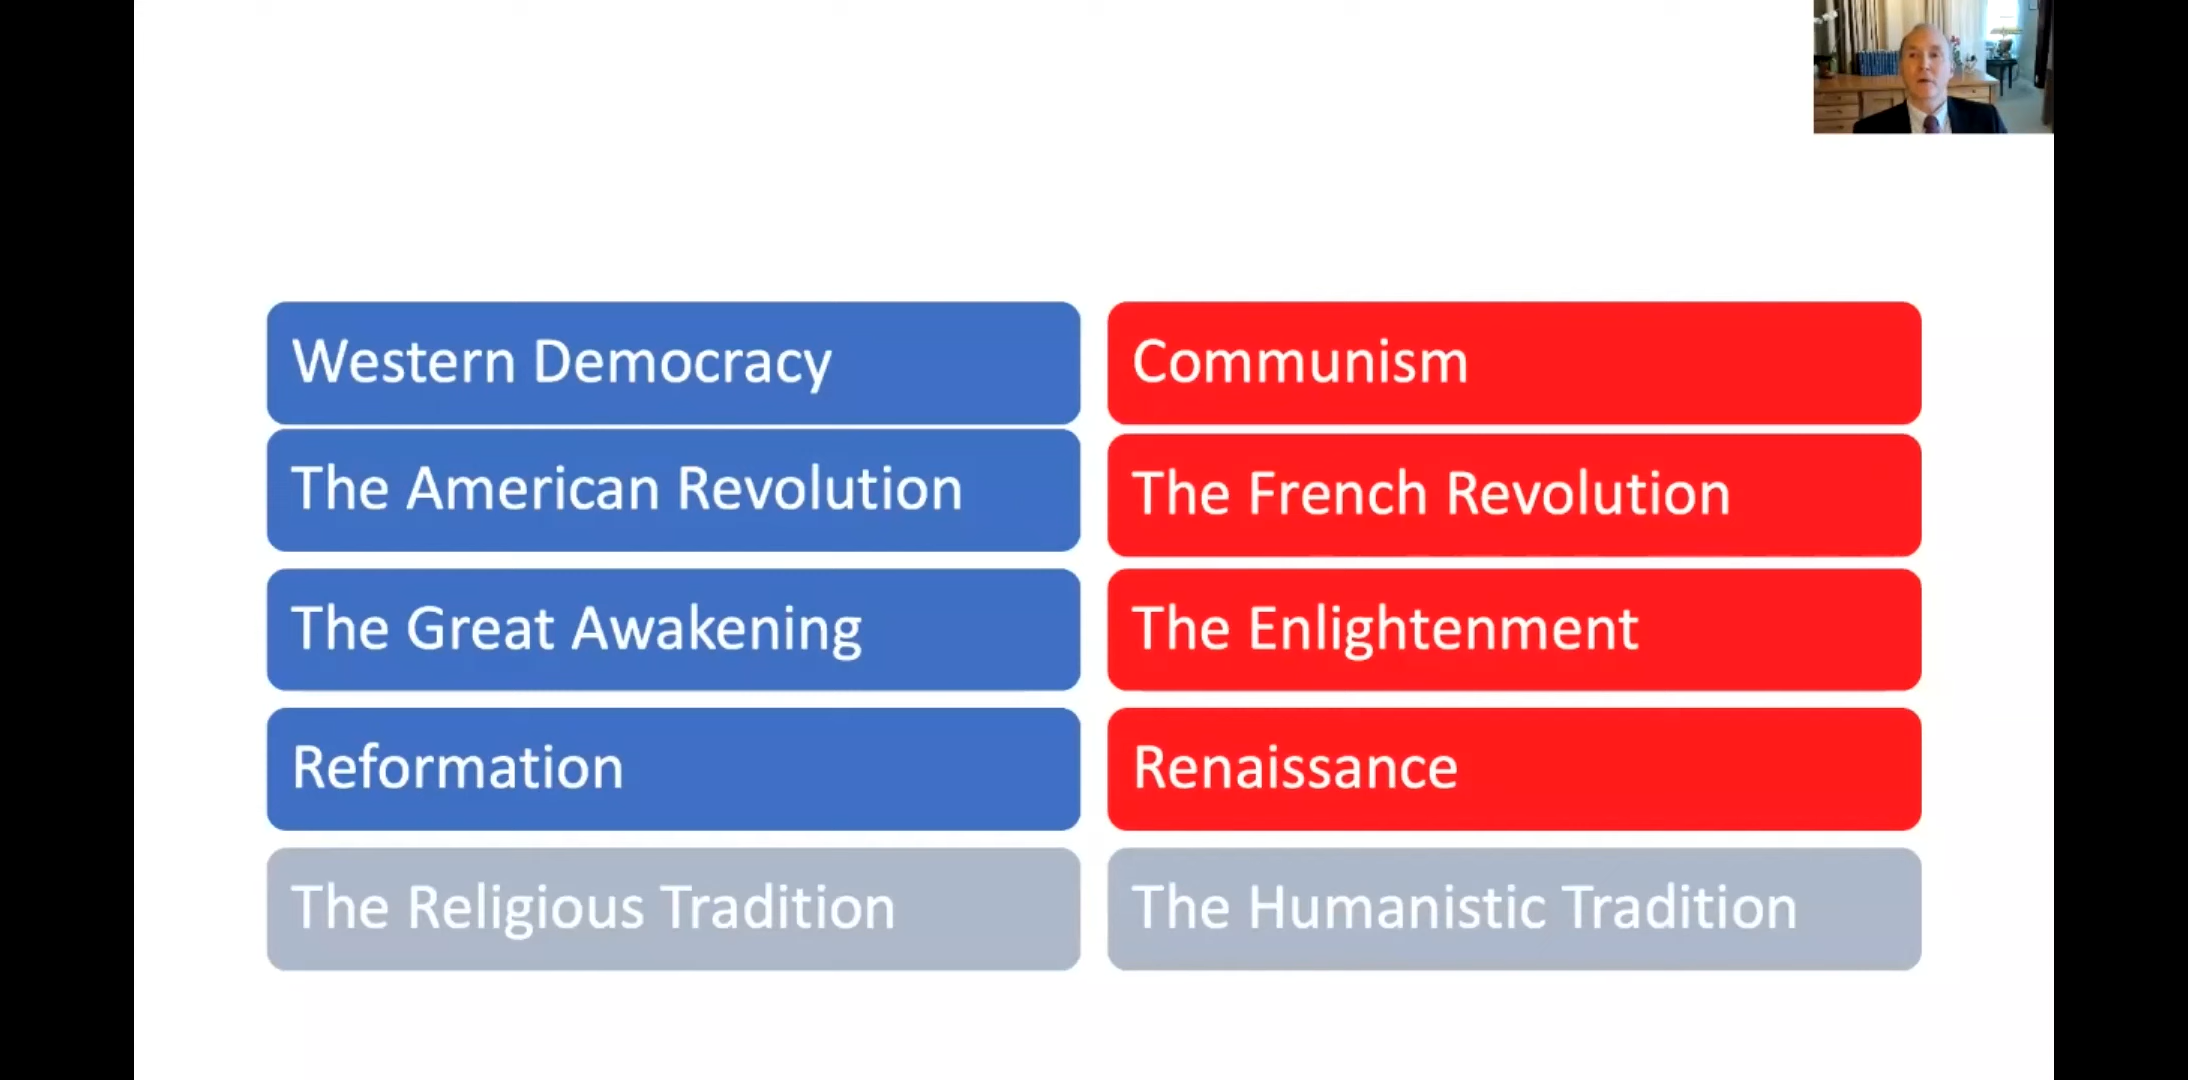 Western Democracy
Communism
The American Revolution
The French Revolution
The Great Awakening
The Enlightenment
Reformation
Renaissance
The Religious Tradition
The Humanistic Tradition